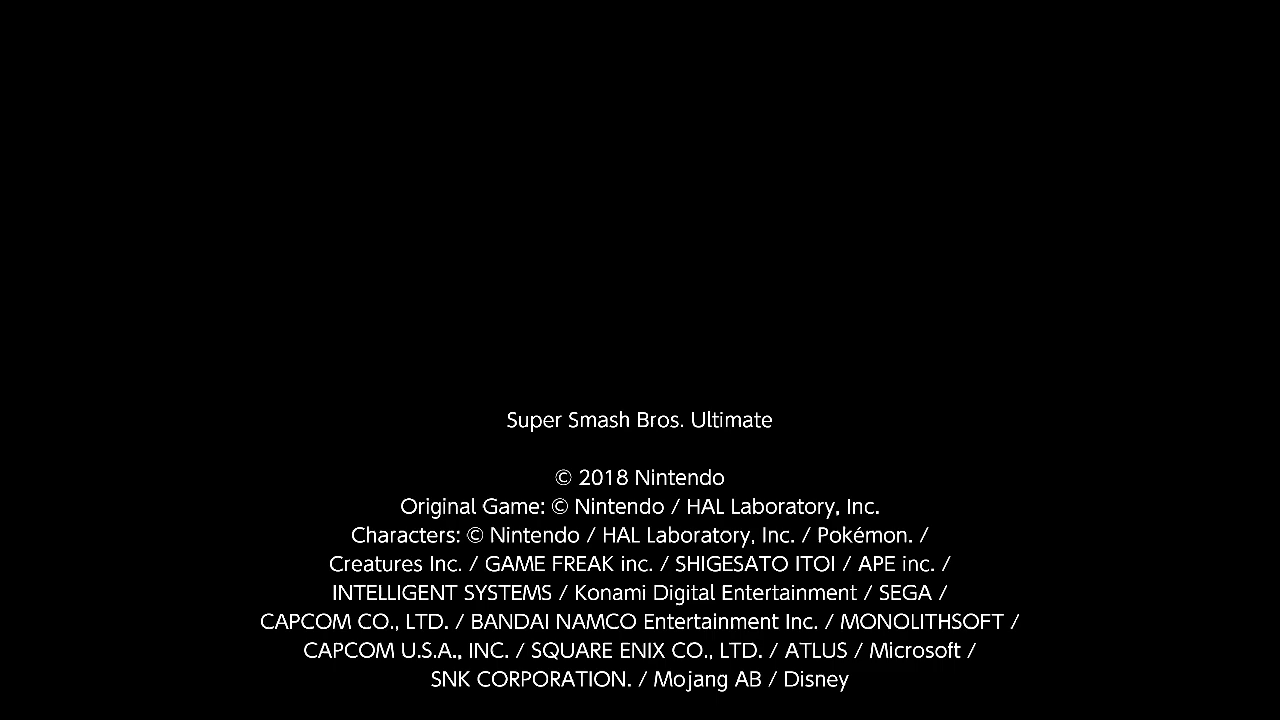 Super Smash Bros. Ultimate
© 2018 Nintendo
Original Game: © Nintendo / HAL Laboratory, Inc.
Characters: © Nintendo / HAL Laboratory, Inc. / Pokémon. /
Creatures Inc. / GAME FREAK inc. / SHIGESATO ITOI / APE inc. /
INTELLIGENT SYSTEMS / Konami Digital Entertainment / SEGA /
CAPCOM CO., LTD. / BANDAI NAMCO Entertainment Inc. / MONOLITHSOFT /
CAPCOM U.S.A., INC. / SQUARE ENIX CO., LTD. / ATLUS / Microsoft /
SNK CORPORATION. / Mojang AB / Disney